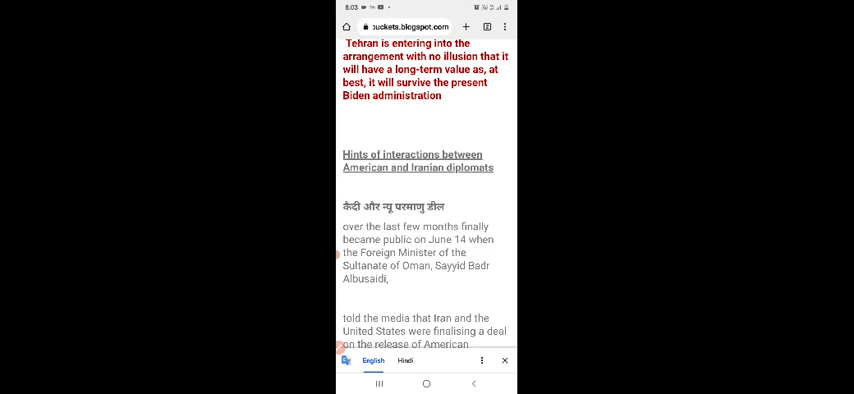 8:03
buckets.blogspot.com
2
Tehran is entering into the
arrangement with no illusion that it
will have a long-term value as, at
best, it will survive the present
Biden administration
Hints of interactions between
American and Iranian diplomats
कैदी और न्यू परमाणु डील
over the last few months finally
became public on June 14 when
the Foreign Minister of the
Sultanate of Oman, Sayyid Badr
Albusaidi,
told the media that Iran and the
United States were finalising a deal
on the release of American
English Hindi